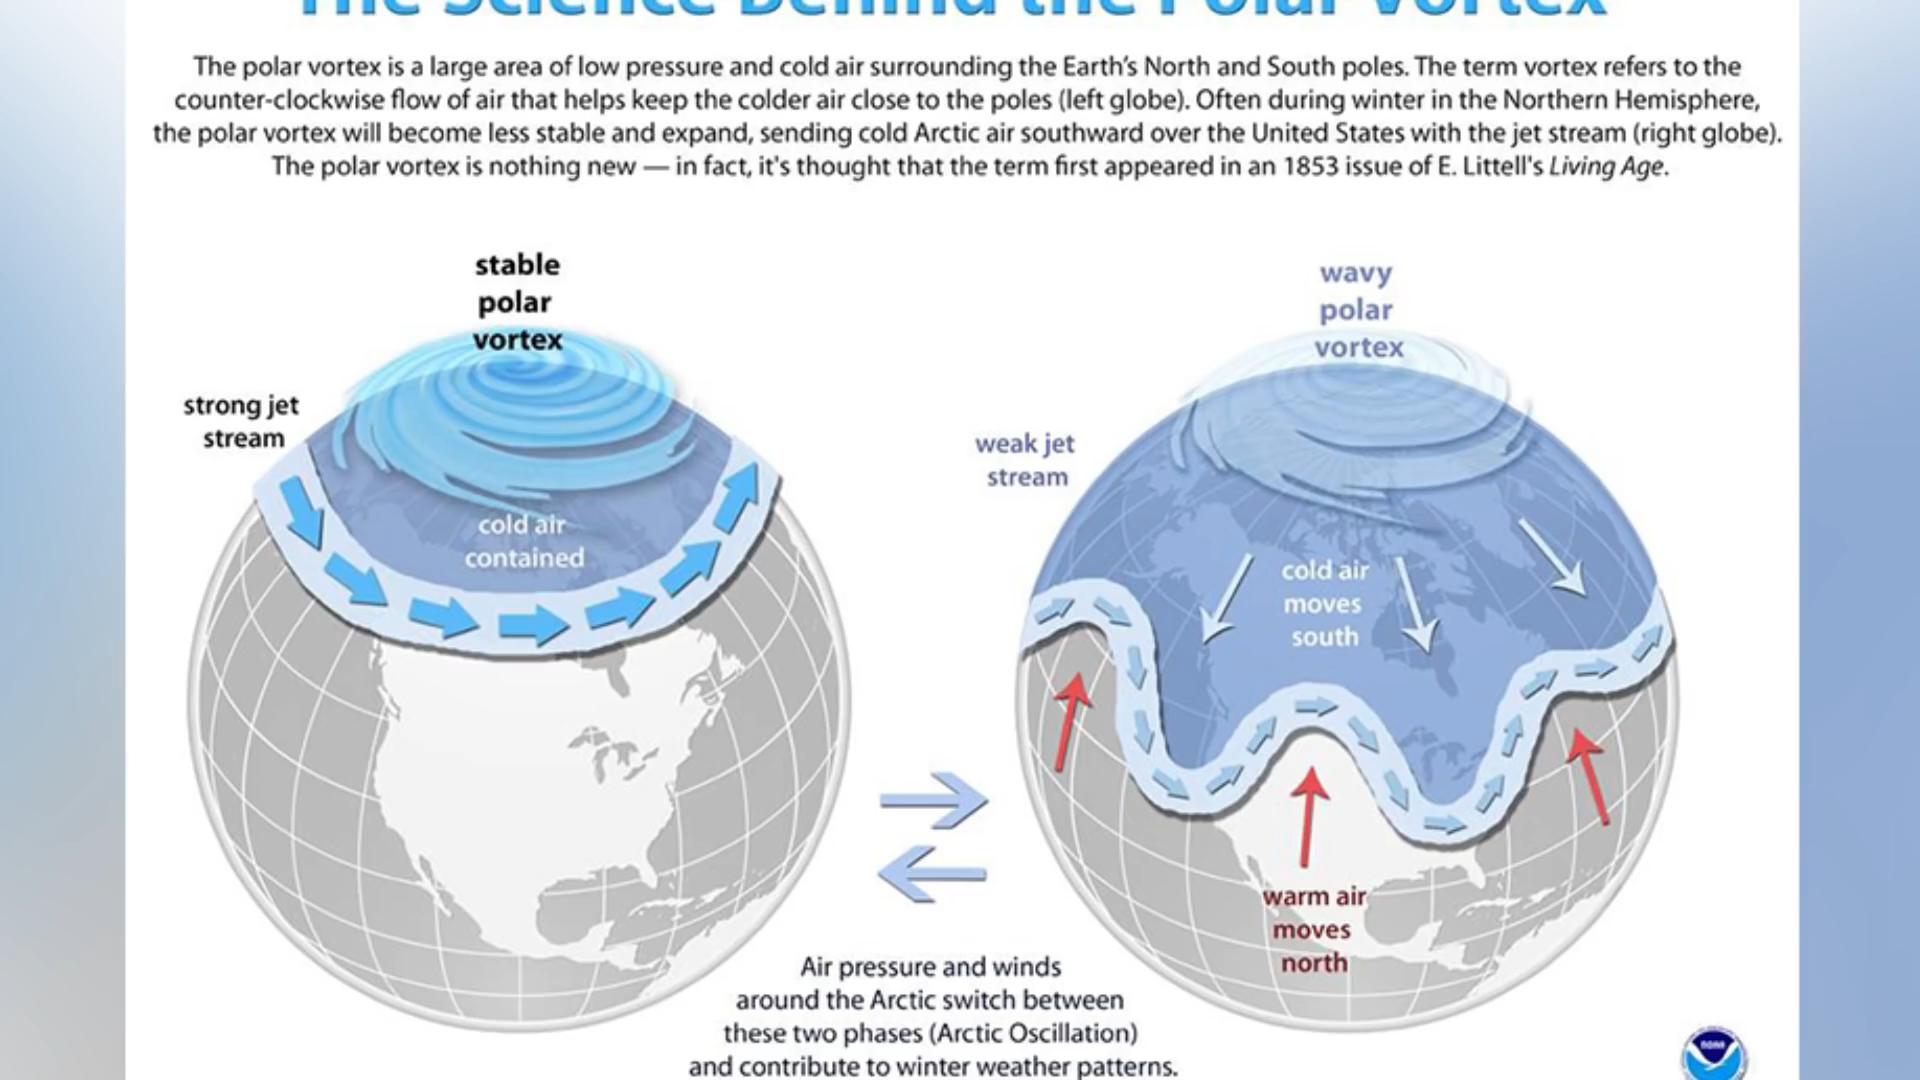 The Science Behind the Polar Vortex
The polar vortex is a large area of low pressure and cold air surrounding the Earth's North and South poles. The term vortex refers to the
counter-clockwise flow of air that helps keep the colder air close to the poles (left globe). Often during winter in the Northern Hemisphere,
the polar vortex will become less stable and expand, sending cold Arctic air southward over the United States with the jet stream (right globe).
The polar vortex is nothing new — in fact, it's thought that the term first appeared in an 1853 issue of E. Littell's Living Age.
stable
polar
vortex
strong jet
stream
cold air
contained
wavy
polar
vortex
weak jet
stream
cold air
moves
south
warm air
moves
north
Air pressure and winds
around the Arctic switch between
these two phases (Arctic Oscillation)
and contribute to winter weather patterns.
noaa